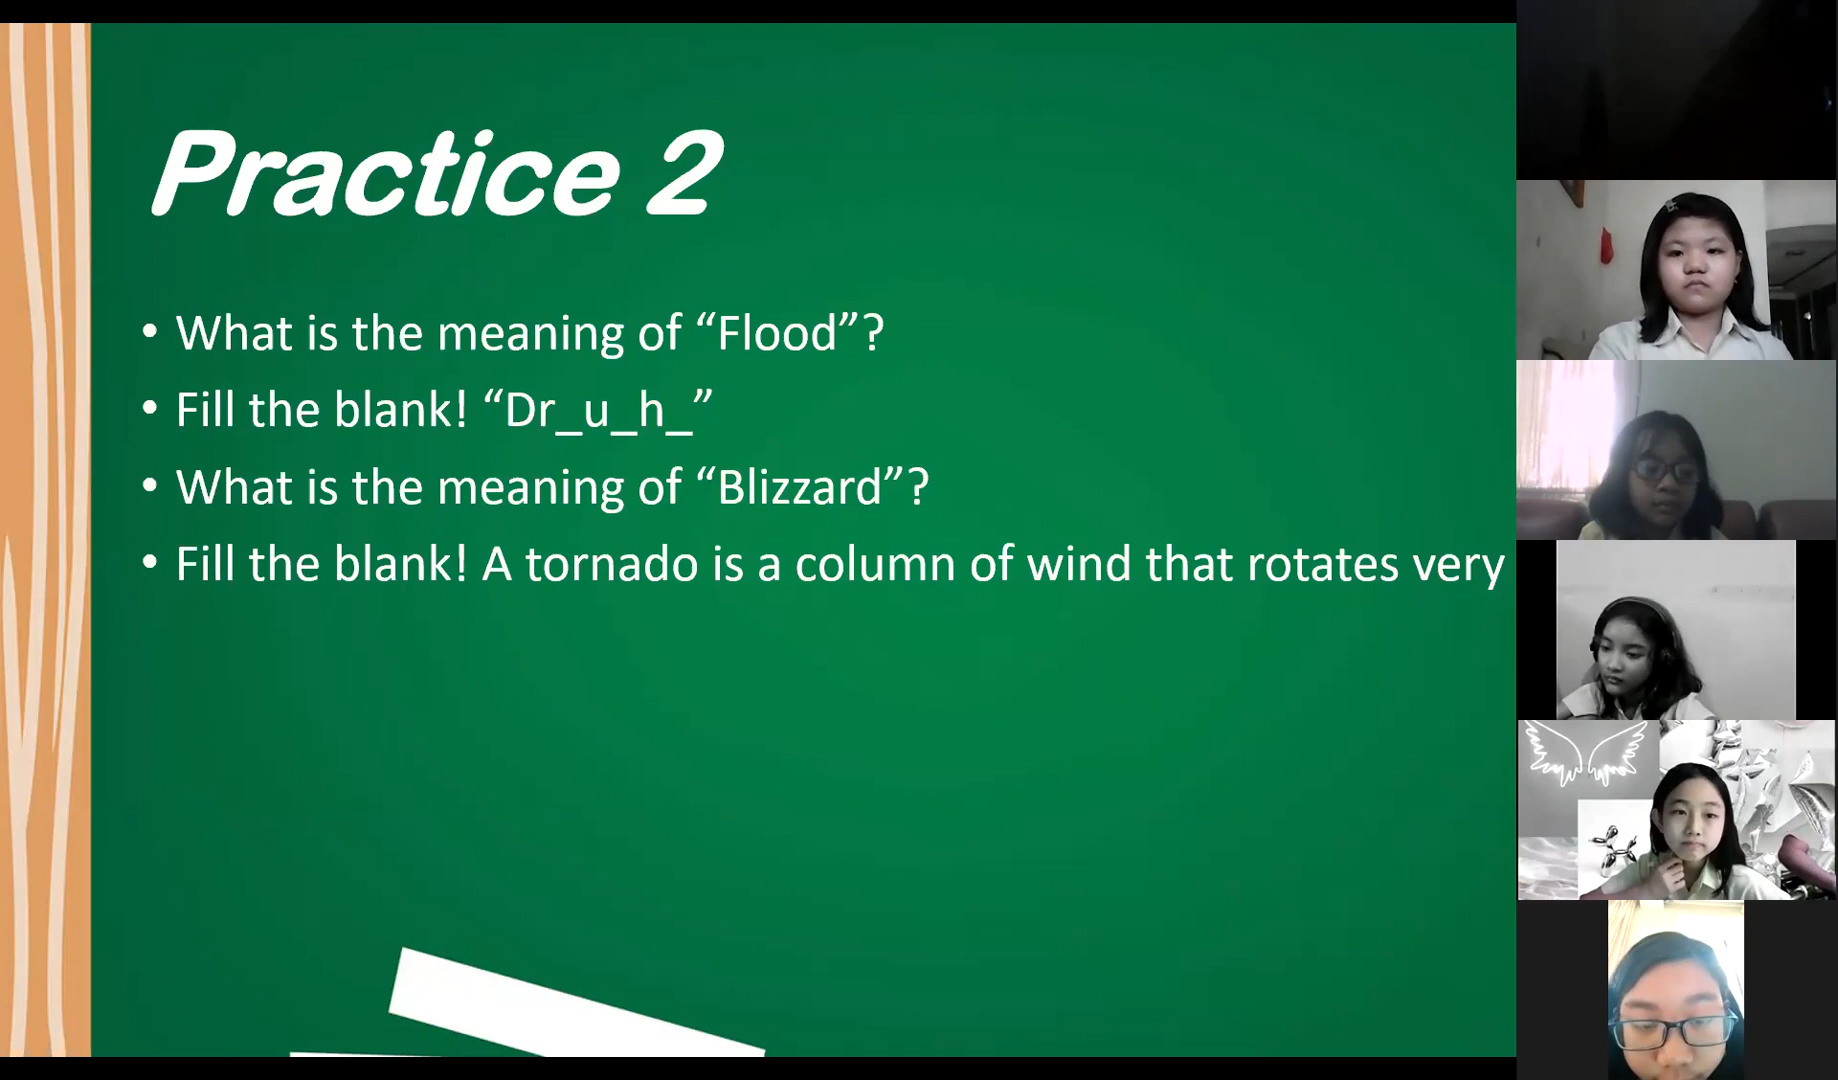 Practice 2
• What is the meaning of “Flood”?
• Fill the blank! “Dr_u_h_”
• What is the meaning of “Blizzard”?
• Fill the blank! A tornado is a column of wind that rotates very